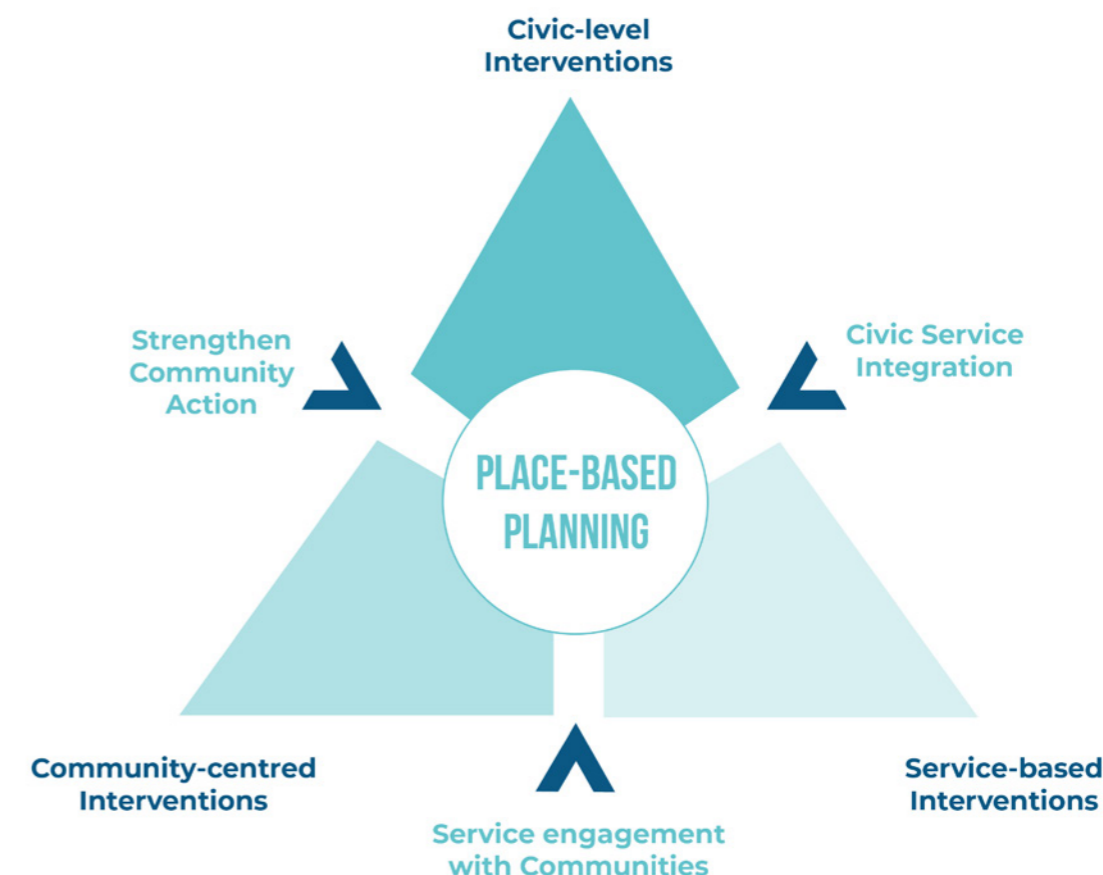 Civic-level
Interventions
Strengthen
Community
Action
Civic Service
Integration
PLACE-BASED
PLANNING
Community-centred
Interventions
Service-based
Interventions
Service engagement
with Communities